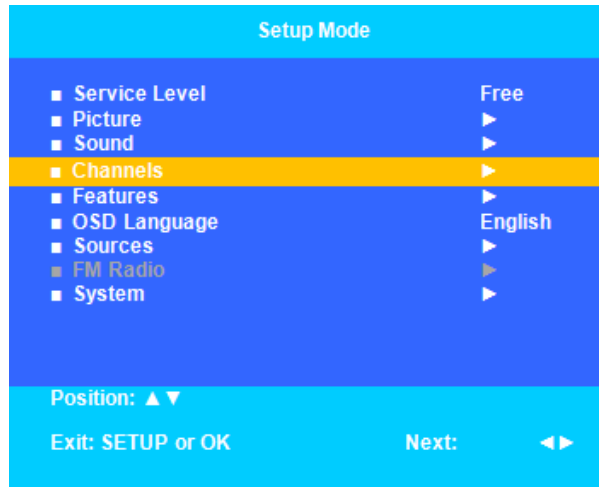 Setup Mode
■ Service Level Free
■ Picture ►
■ Sound ►
■ Channels ►
■ Features ►
■ OSD Language English
■ Sources ►
■ FM Radio ►
■ System ►
Position: ▲▼
Exit: SETUP or OK Next: ◄►